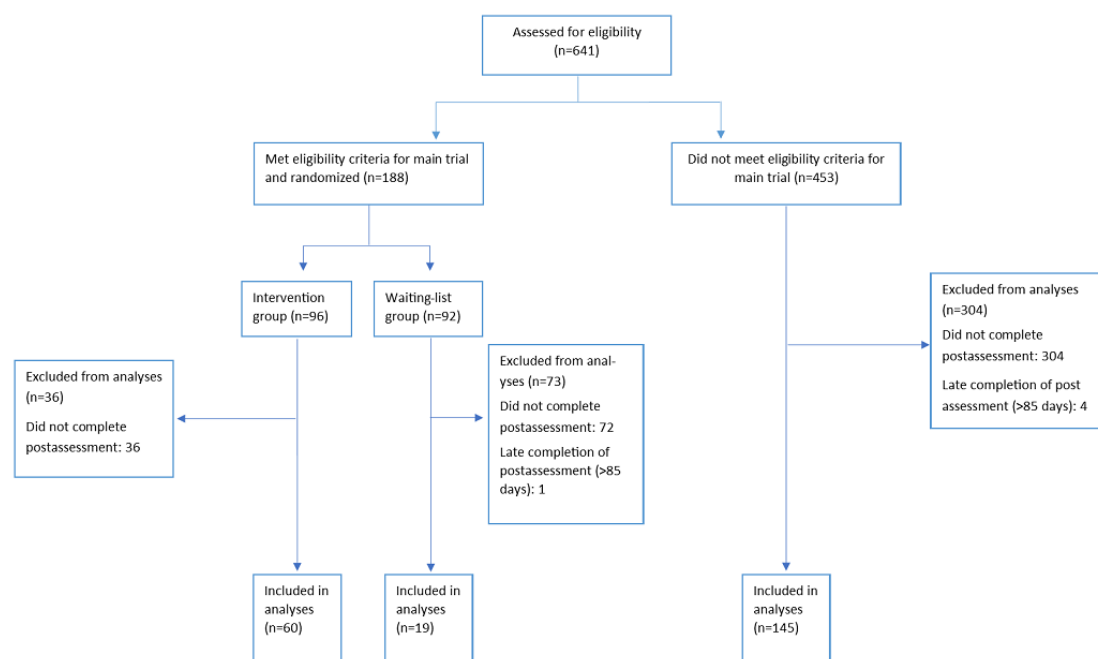 Assessed for eligibility
(n=641)
Met eligibility criteria for main trial
and randomized (n=188)
Did not meet eligibility criteria for
main trial (n=453)
Intervention
group (n=96)
Waiting-list
group (n=92)
Excluded from analyses
(n=304)
Did not complete
postassessment: 304
Late completion of post
assessment (>85 days): 4
Excluded from anal-
yses (n=73)
Did not complete
postassessment: 72
Late completion of
postassessment (>85
days): 1
Excluded from analyses
(n=36)
Did not complete
postassessment: 36
Included in
analyses
(n=60)
Included in
analyses
(n=19)
Included in
analyses
(n=145)